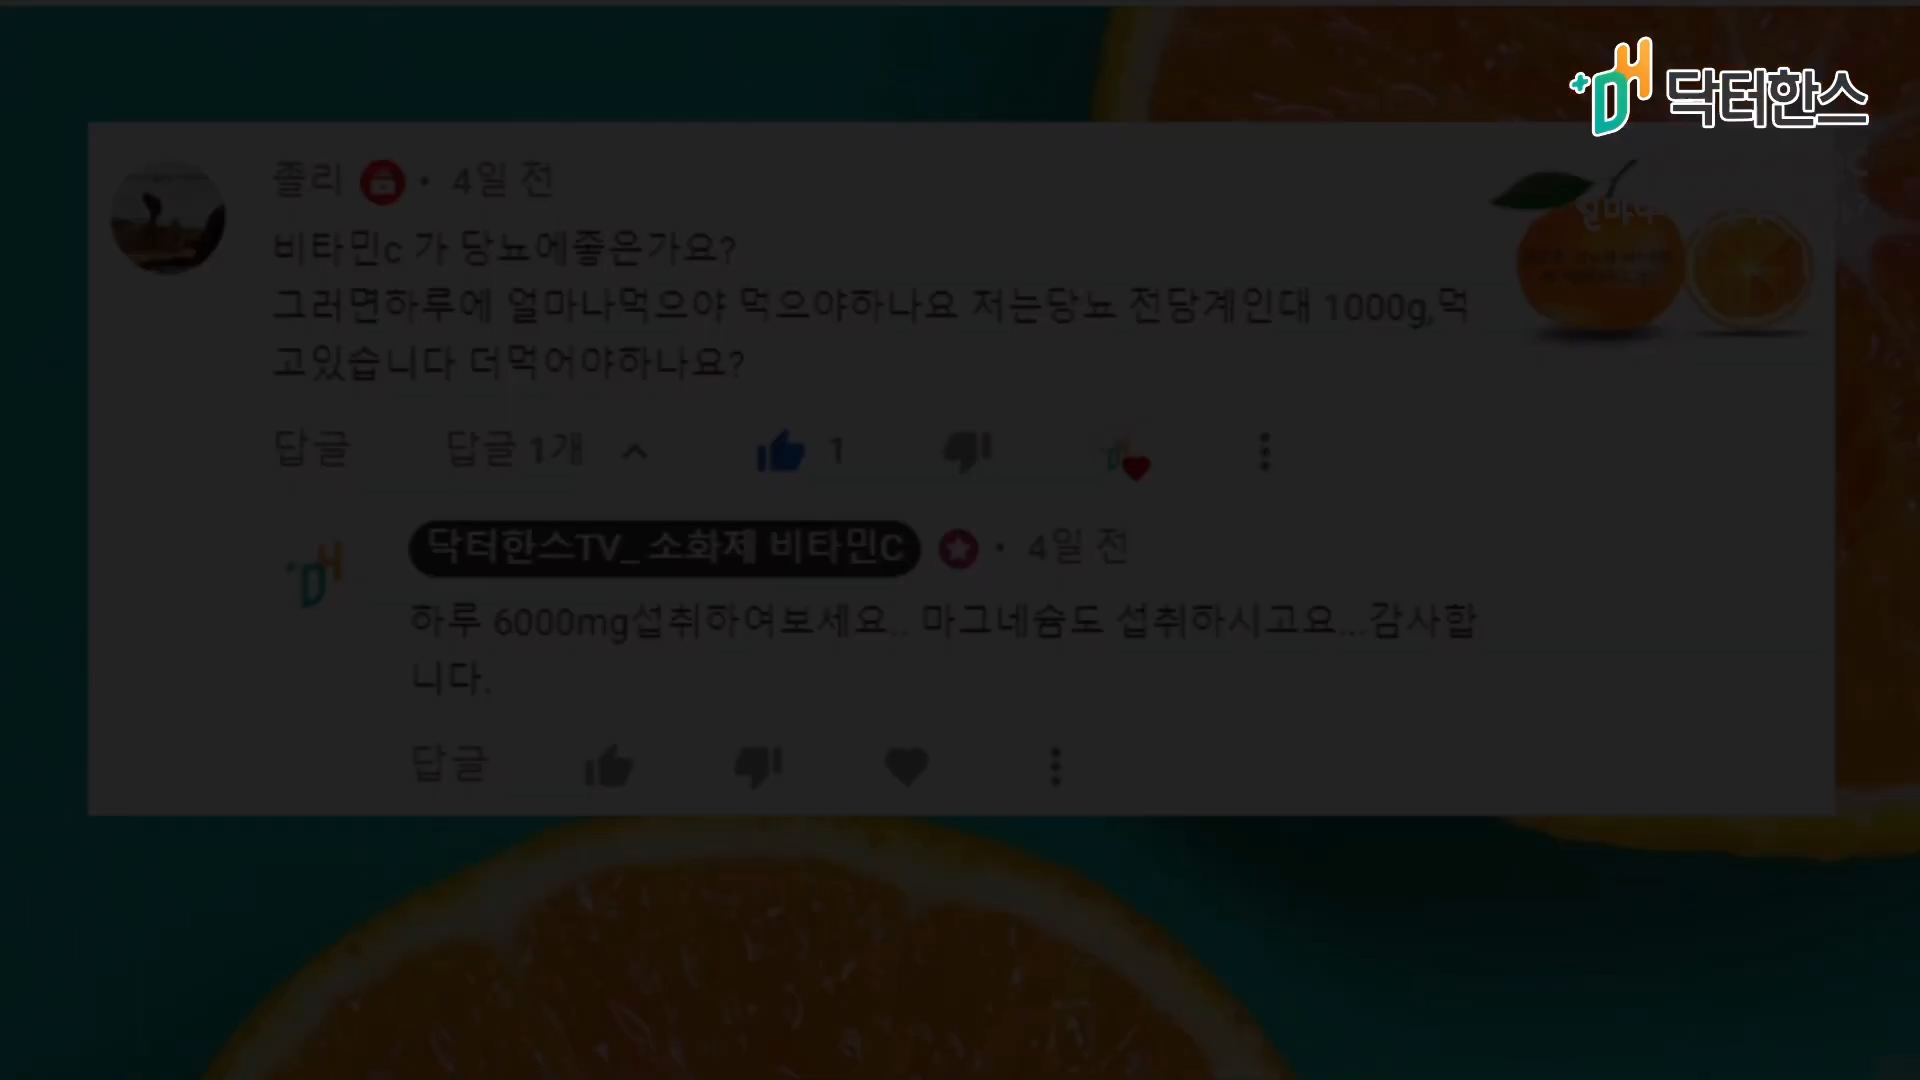 닥터한스
졸리 • 4일 전
비타민c 가 당뇨에좋은가요?
그러면하루에 얼마나먹으야 먹으야하나요 저는당뇨 전당계인대 1000g,먹
고있습니다 더먹어야하나요?
답글 답글 1개 1
닥터한스TV_ 소화제 비타민C • 4일 전
하루 6000mg섭취하여보세요.. 마그네슘도 섭취하시고요...감사합
니다.
답글